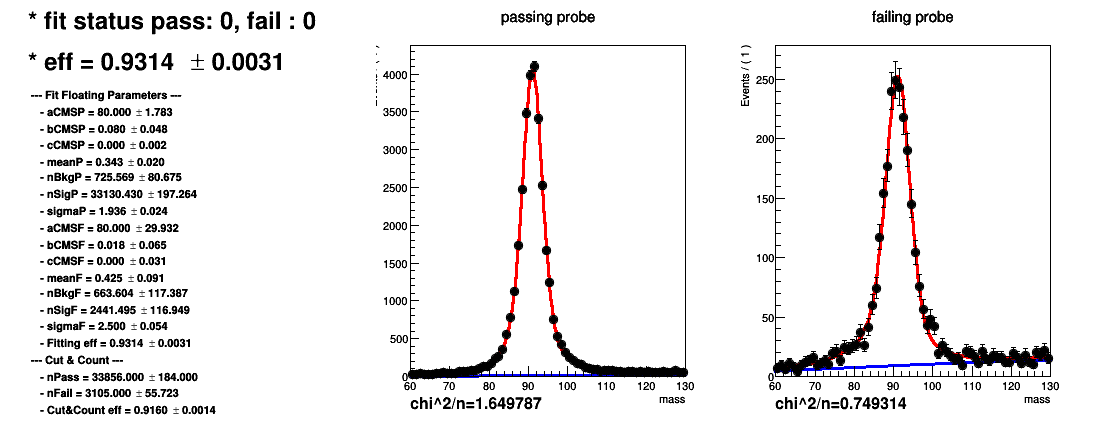 * fit status pass: 0, fail : 0
* eff = 0.9314 ± 0.0031
--- Fit Floating Parameters ---
- aCMSP = 80.000 ± 1.783
- bCMSP = 0.080 ± 0.048
- cCMSP = 0.000 ± 0.002
- meanP = 0.343 ± 0.020
- nBkgP = 725.569 ± 80.675
- nSigP = 33130.430 ± 197.264
- sigmaP = 1.936 ± 0.024
- aCMSF = 80.000 ± 29.932
- bCMSF = 0.018 ± 0.065
- cCMSF = 0.000 ± 0.031
- meanF = 0.425 ± 0.091
- nBkgF = 663.604 ± 117.387
- nSigF = 2441.495 ± 116.949
- sigmaF = 2.500 ± 0.054
- Fitting eff = 0.9314 ± 0.0031
--- Cut & Count ---
- nPass = 33856.000 ± 184.000
- nFail = 3105.000 ± 55.723
- Cut&Count eff = 0.9160 ± 0.0014
passing probe
4000
3500
3000
2500
2000
1500
1000
500
0
60 70 80 90 100 110 120 130
mass
chi^2/n=1.649787
failing probe
Events / ( 1 )
250
200
150
100
50
0
60 70 80 90 100 110 120 130
mass
chi^2/n=0.749314